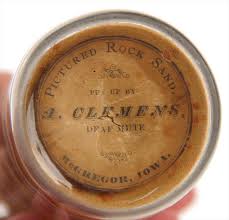 PICTURED ROCK SAND,
PUT UP BY
A. CLEMENS,
DEAF MUTE
McGREGOR, IOWA.